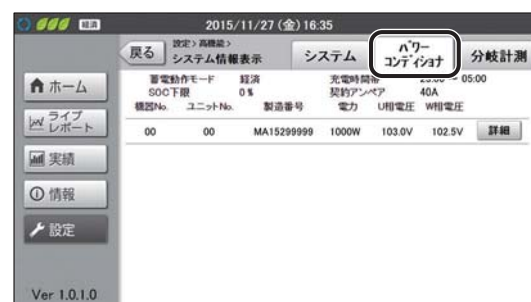 経済 2015/11/27 (金) 16:35
戻る 設定>高機能>
システム情報表示 システム パワーコンディショナ 分岐計測
ホーム
ライブレポート
実績
情報
設定
Ver 1.0.1.0
蓄電動作モード 経済 充電時間帯 05:00
SOC下限 0% 契約アンペア 40A
機器No. ユニットNo. 製造番号 電力 U相電圧 W相電圧
00 00 MA15299999 1000W 103.0V 102.5V 詳細